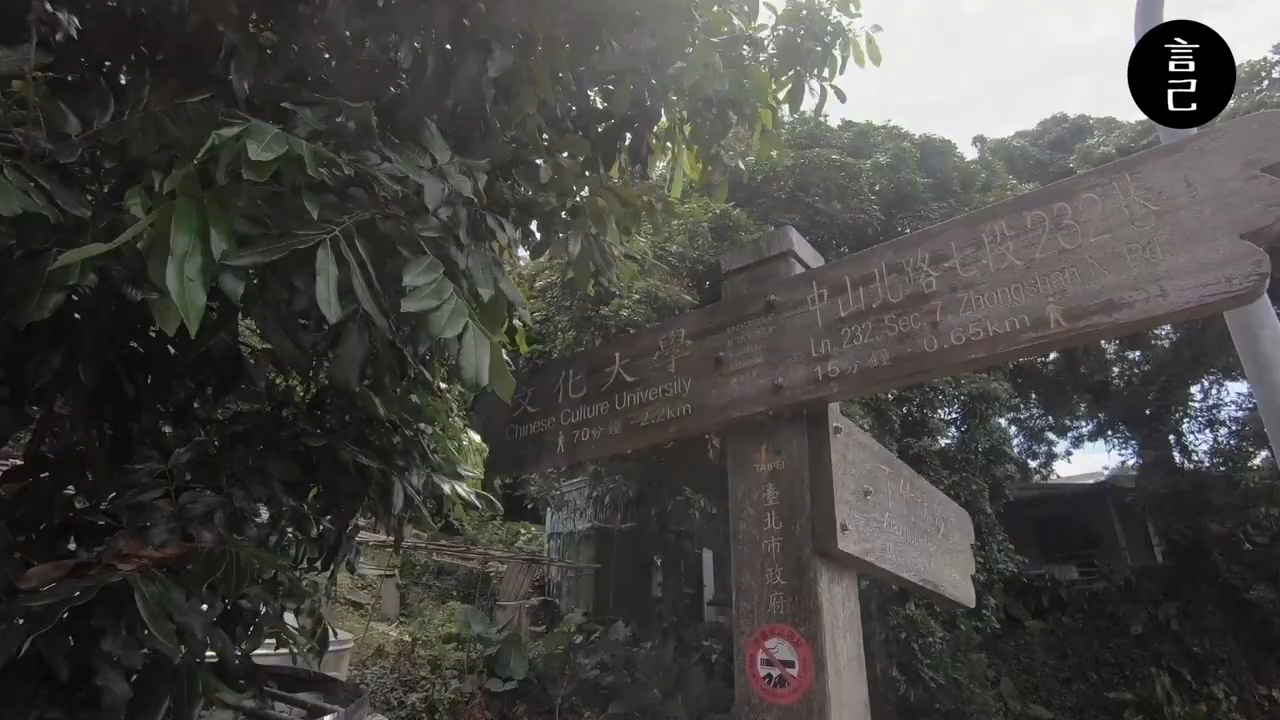 言己
文化大學
Chinese Culture University
70分鐘 2.2km
中山北路七段232巷
Ln. 232, Sec. 7 Zhongshan N. Rd.
15分鐘 0.65km
TAIPEI
臺北市政府